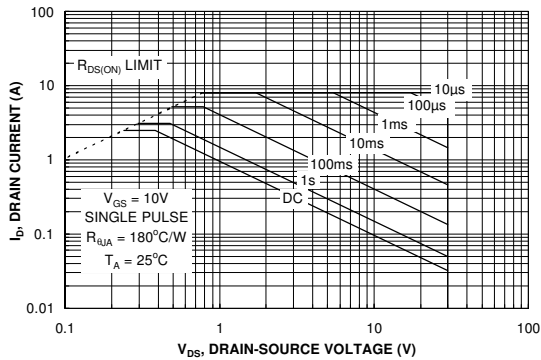 100
R_DS(ON) LIMIT
10
10µs
100µs
1ms
10ms
100ms
1s
DC
1
V_GS = 10V
SINGLE PULSE
R_θJA = 180°C/W
T_A = 25°C
0.1
0.01
0.1
1
10
100
I_D, DRAIN CURRENT (A)
V_DS, DRAIN-SOURCE VOLTAGE (V)